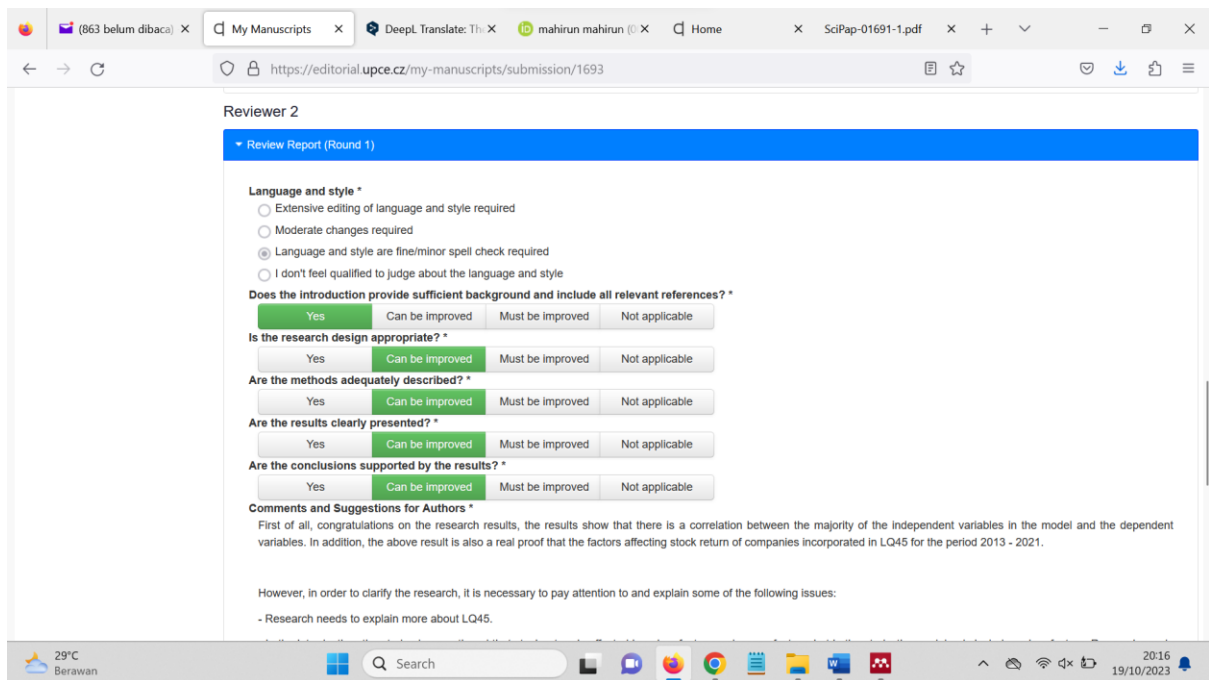 (863 belum dibaca)
My Manuscripts
DeepL Translate: Th
mahirun mahirun (0
Home
SciPap-01691-1.pdf
https://editorial.upce.cz/my-manuscripts/submission/1693
Reviewer 2
Review Report (Round 1)
Language and style *
Extensive editing of language and style required
Moderate changes required
Language and style are fine/minor spell check required
I don't feel qualified to judge about the language and style
Does the introduction provide sufficient background and include all relevant references? *
Yes Can be improved Must be improved Not applicable
Is the research design appropriate? *
Yes Can be improved Must be improved Not applicable
Are the methods adequately described? *
Yes Can be improved Must be improved Not applicable
Are the results clearly presented? *
Yes Can be improved Must be improved Not applicable
Are the conclusions supported by the results? *
Yes Can be improved Must be improved Not applicable
Comments and Suggestions for Authors *
First of all, congratulations on the research results, the results show that there is a correlation between the majority of the independent variables in the model and the dependent
variables. In addition, the above result is also a real proof that the factors affecting stock return of companies incorporated in LQ45 for the period 2013 - 2021.
However, in order to clarify the research, it is necessary to pay attention to and explain some of the following issues:
- Research needs to explain more about LQ45.
29°C
Berawan
Search
20:16
19/10/2023